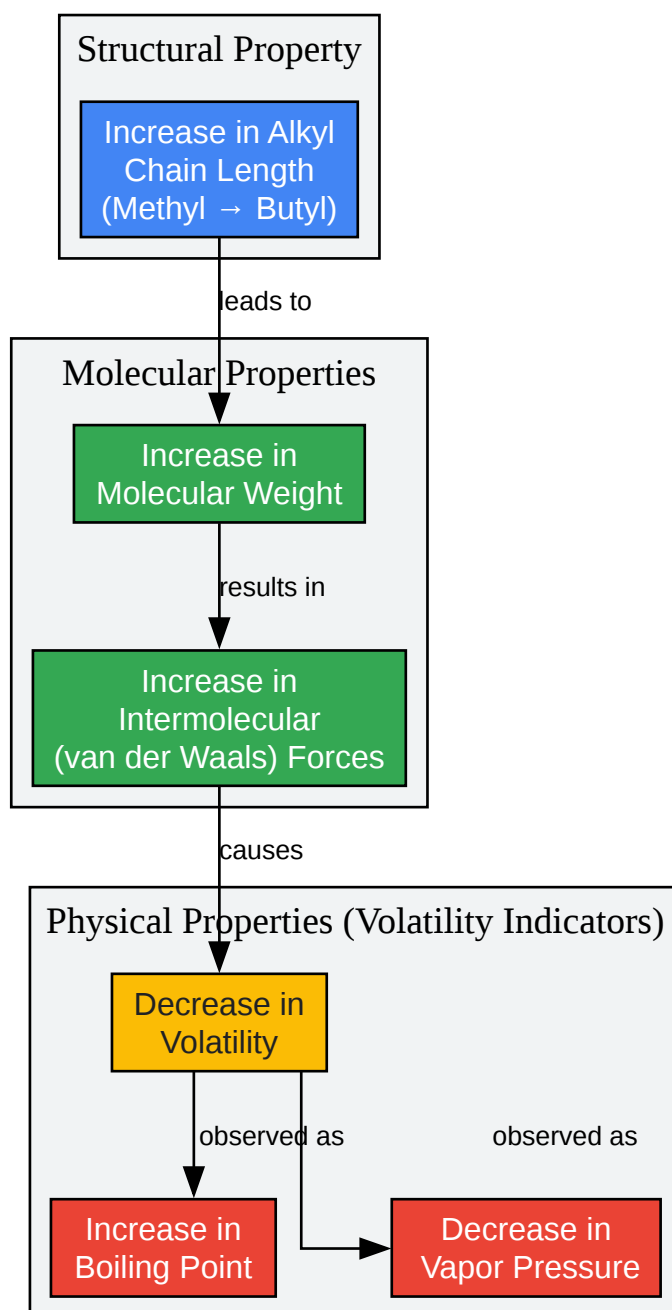 Structural Property
Increase in Alkyl
Chain Length
(Methyl → Butyl)
leads to
Molecular Properties
Increase in
Molecular Weight
results in
Increase in
Intermolecular
(van der Waals) Forces
causes
Physical Properties (Volatility Indicators)
Decrease in
Volatility
observed as
observed as
Increase in
Boiling Point
Decrease in
Vapor Pressure